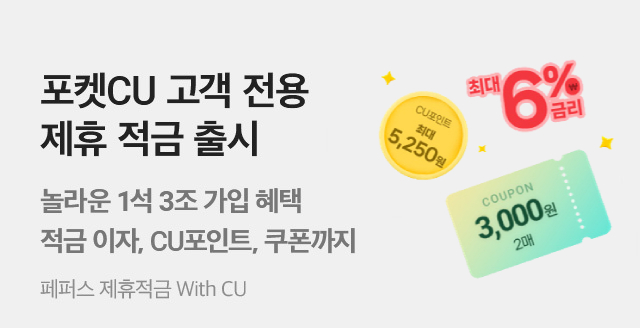 포켓CU 고객 전용
제휴 적금 출시
놀라운 1석 3조 가입 혜택
적금 이자, CU포인트, 쿠폰까지
페퍼스 제휴적금 With CU
CU포인트
최대
5,250원
최대 6%
금리
COUPON
3,000원
2매